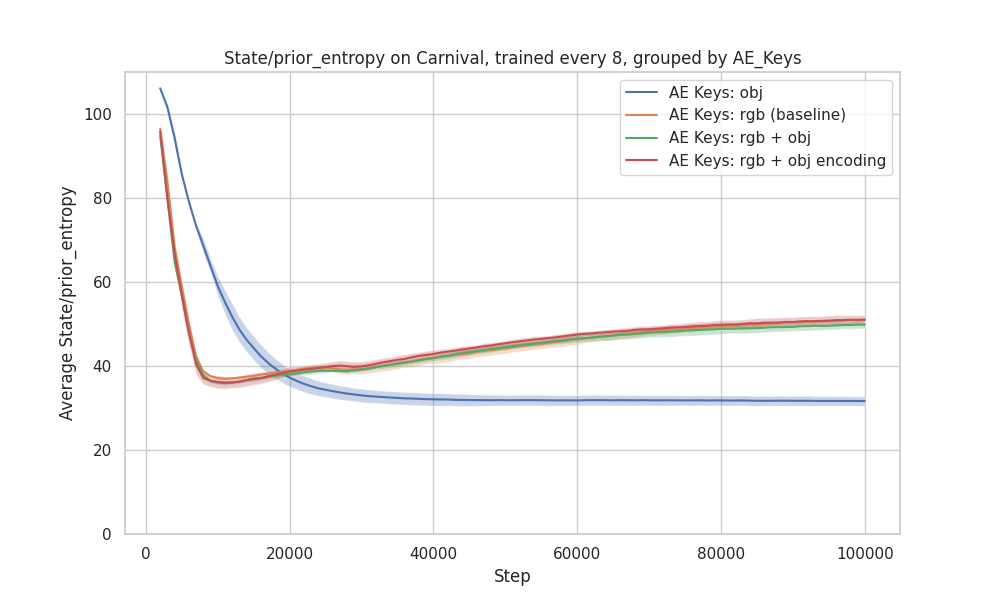 State/prior_entropy on Carnival, trained every 8, grouped by AE_Keys
AE Keys: obj
AE Keys: rgb (baseline)
AE Keys: rgb + obj
AE Keys: rgb + obj encoding
Average State/prior_entropy
100
80
60
40
20
0
0
20000
40000
60000
80000
100000
Step